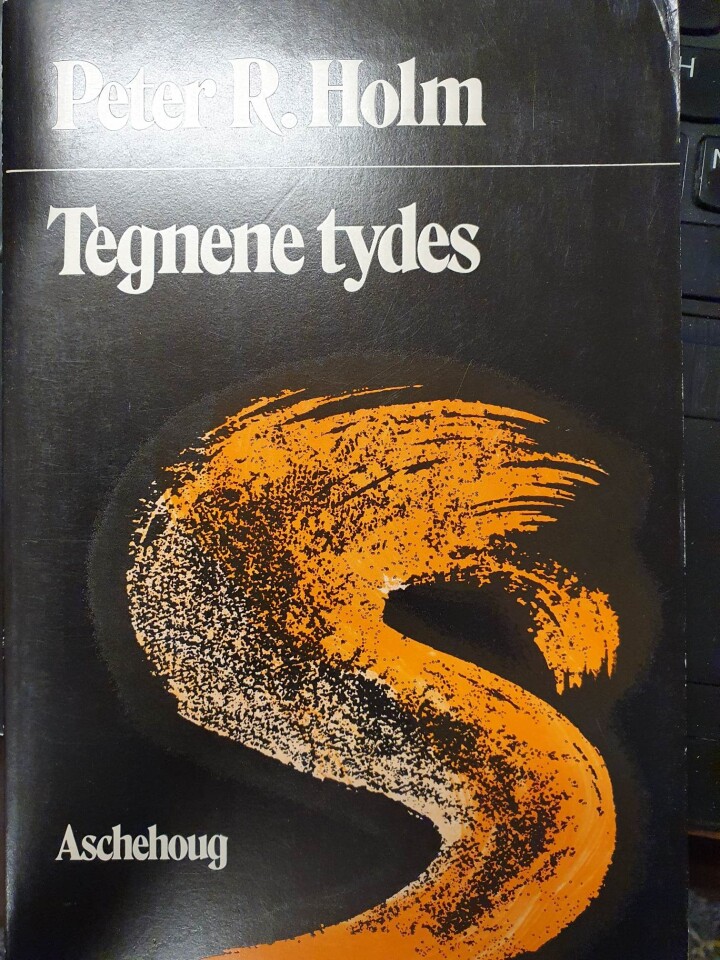 Peter R. Holm
Tegnene tydes
Aschehoug
H